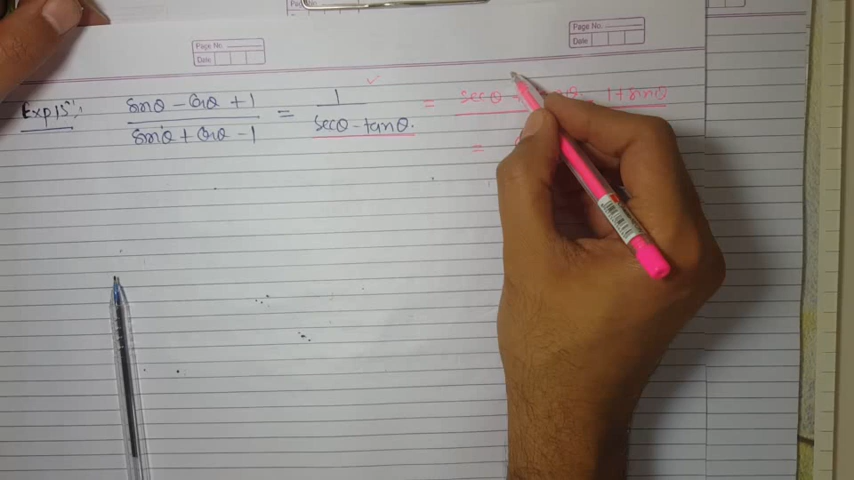 Page No.
Date
Page No.
Date
Exp15:
sinθ - cosθ + 1 / sinθ + cosθ - 1 = 1 / secθ - tanθ. = secθ = 1 + sinθ
=